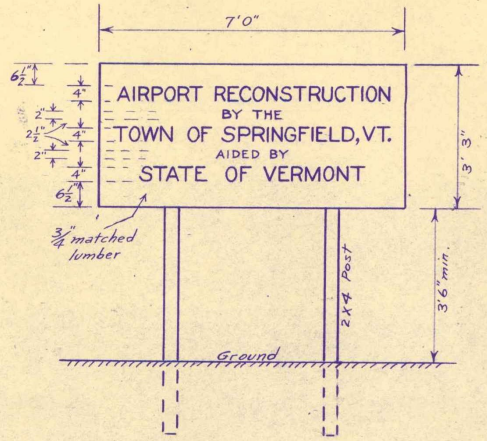 7'0"
6½"
4"
2"
2½"
4"
2"
4"
6½"
AIRPORT RECONSTRUCTION
BY THE
TOWN OF SPRINGFIELD, VT.
AIDED BY
STATE OF VERMONT
3' 3"
¾" matched
lumber
2x4 Post
3'6" min.
Ground